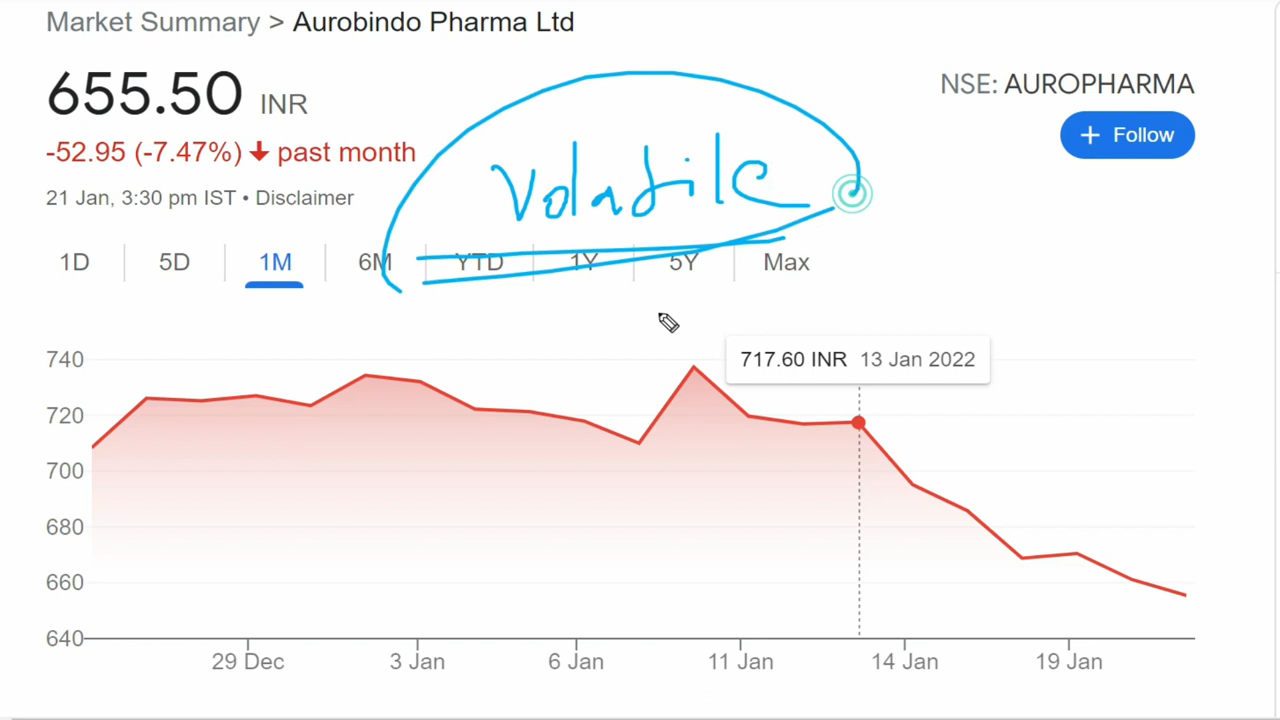 Market Summary > Aurobindo Pharma Ltd
655.50 INR
NSE: AUROPHARMA
+ Follow
-52.95 (-7.47%) ↓ past month
21 Jan, 3:30 pm IST • Disclaimer
Volatile
1D 5D 1M 6M YTD 1Y 5Y Max
717.60 INR 13 Jan 2022
740
720
700
680
660
640
29 Dec 3 Jan 6 Jan 11 Jan 14 Jan 19 Jan